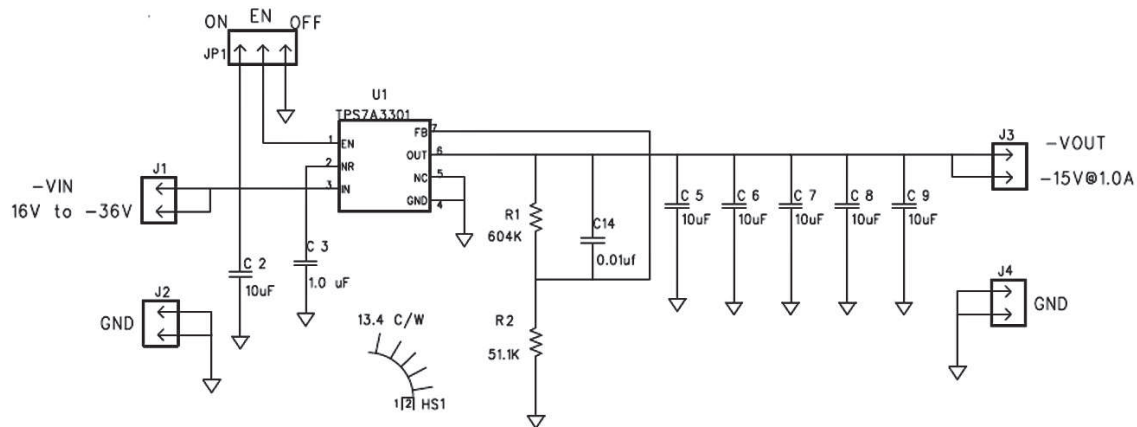 ON EN OFF
JP1
U1
TPS7A3301
1 EN
2 NR
3 IN
FB 7
OUT 6
NC 5
GND 4
J1
-VIN
16V to -36V
J2
GND
C 2
10uF
C 3
1.0 uF
13.4 C/W
1 2 HS1
R1
604K
C14
0.01uf
R2
51.1K
C 5
10uF
C 6
10uF
C 7
10uF
C 8
10uF
C 9
10uF
J3
-VOUT
-15V@1.0A
J4
GND